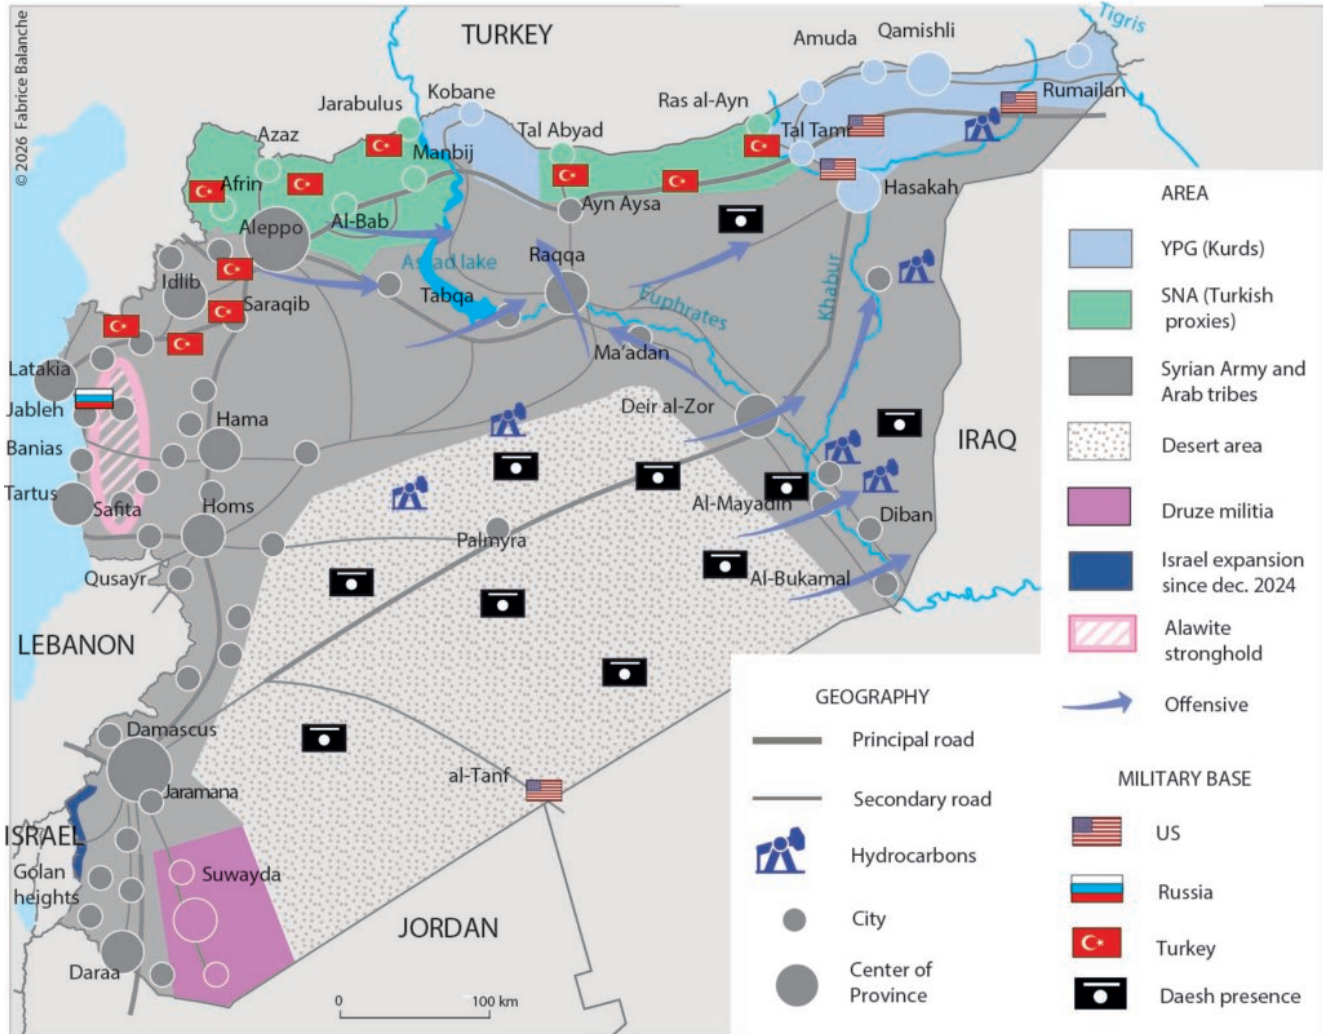 © 2026 Fabrice Balanche
TURKEY
Tigris
Amuda
Qamishli
Kobane
Jarabulus
Ras al-Ayn
Rumailan
Azaz
Tal Abyad
Tal Tamr
Manbij
Afrin
Hasakah
Al-Bab
Ayn Aysa
Aleppo
Assad lake
Raqqa
Idlib
Tabqa
Euphrates
Khabur
Saraqib
Ma'adan
Latakia
Jableh
Hama
Deir al-Zor
IRAQ
Banias
Tartus
Safita
Homs
Al-Mayadin
Diban
Palmyra
Qusayr
Al-Bukamal
LEBANON
Damascus
al-Tanf
Jaramana
ISRAEL
Golan
heights
Suwayda
JORDAN
Daraa
0
100 km
AREA
YPG (Kurds)
SNA (Turkish
proxies)
Syrian Army and
Arab tribes
Desert area
Druze militia
Israel expansion
since dec. 2024
Alawite
stronghold
Offensive
GEOGRAPHY
Principal road
Secondary road
Hydrocarbons
City
Center of
Province
MILITARY BASE
US
Russia
Turkey
Daesh presence